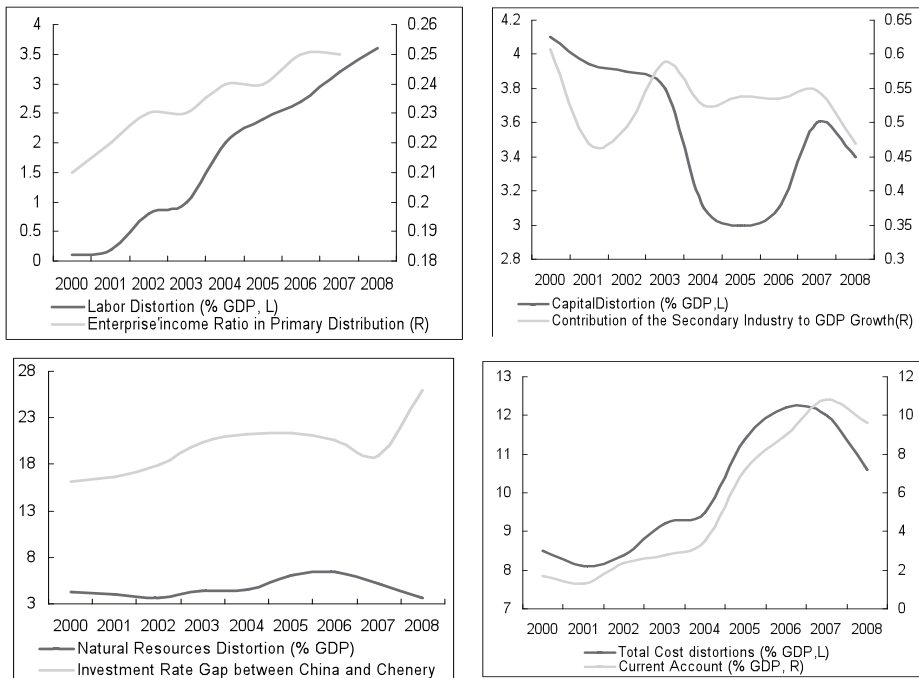 4 0.26
3.5 0.25
3 0.24
2.5 0.23
2 0.22
1.5 0.21
1 0.20
0.5 0.19
0 0.18
2000 2001 2002 2003 2004 2005 2006 2007 2008
Labor Distortion (% GDP, L)
Enterprise'income Ratio in Primary Distribution (R)
4.2 0.65
4 0.6
3.8 0.55
3.6 0.5
3.4 0.45
3.2 0.4
3 0.35
2.8 0.3
2000 2001 2002 2003 2004 2005 2006 2007 2008
CapitalDistortion (% GDP,L)
Contribution of the Secondary Industry to GDP Growth(R)
28
23
18
13
8
3
2000 2001 2002 2003 2004 2005 2006 2007 2008
Natural Resources Distortion (% GDP)
Investment Rate Gap between China and Chenery
13 12
12 10
11 8
10 6
9 4
8 2
7 0
2000 2001 2002 2003 2004 2005 2006 2007 2008
Total Cost distortions (% GDP,L)
Current Account (% GDP, R)